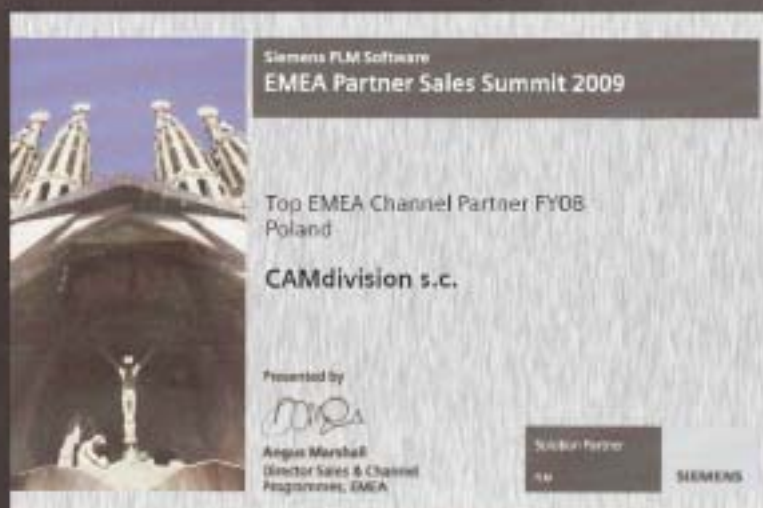 Siemens PLM Software
EMEA Partner Sales Summit 2009
Top EMEA Channel Partner FY08
Poland
CAMdivision s.c.
Presented by
Angus Marshall
Director Sales & Channel
Programmes, EMEA
Solution Partner
PLM
SIEMENS